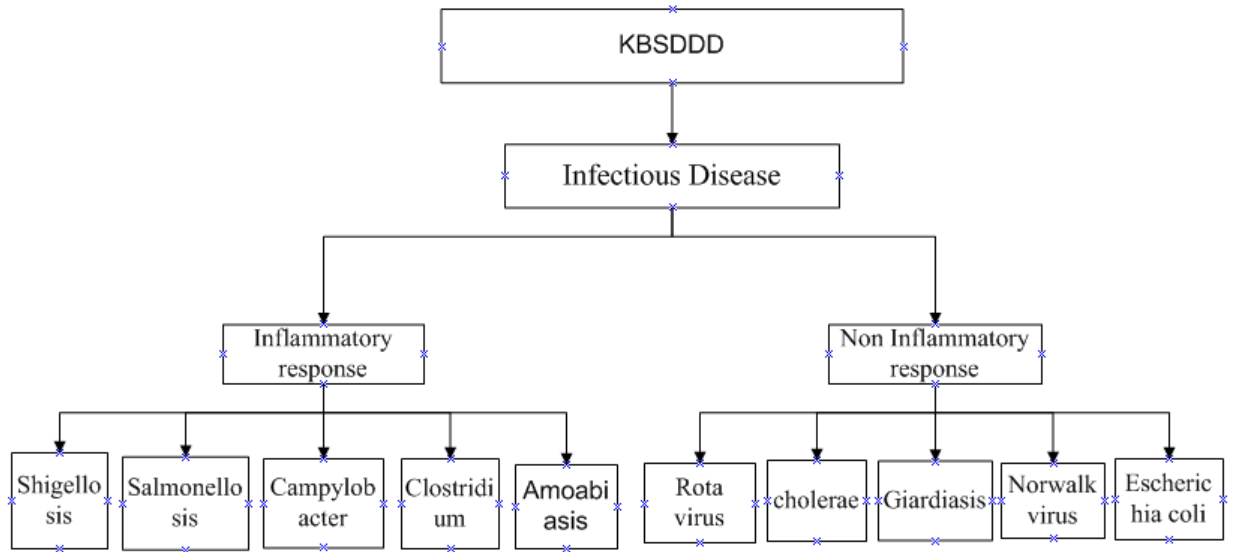 KBSDDD
Infectious Disease
Inflammatory
response
Non Inflammatory
response
Shigello
sis
Salmonello
sis
Campylob
acter
Clostridi
um
Amoabi
asis
Rota
virus
cholerae
Giardiasis
Norwalk
virus
Escheric
hia coli